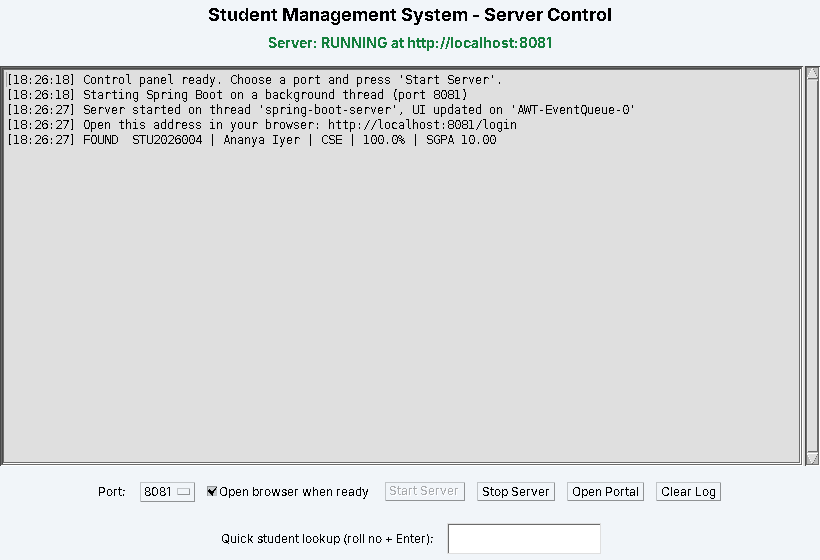 Student Management System - Server Control
Server: RUNNING at http://localhost:8081
[18:26:18] Control panel ready. Choose a port and press 'Start Server'.
[18:26:18] Starting Spring Boot on a background thread (port 8081)
[18:26:27] Server started on thread 'spring-boot-server', UI updated on 'AWT-EventQueue-0'
[18:26:27] Open this address in your browser: http://localhost:8081/login
[18:26:27] FOUND  STU2026004 | Ananya Iyer | CSE | 100.0% | SGPA 10.00
Port: 8081 Open browser when ready Start Server Stop Server Open Portal Clear Log
Quick student lookup (roll no + Enter):